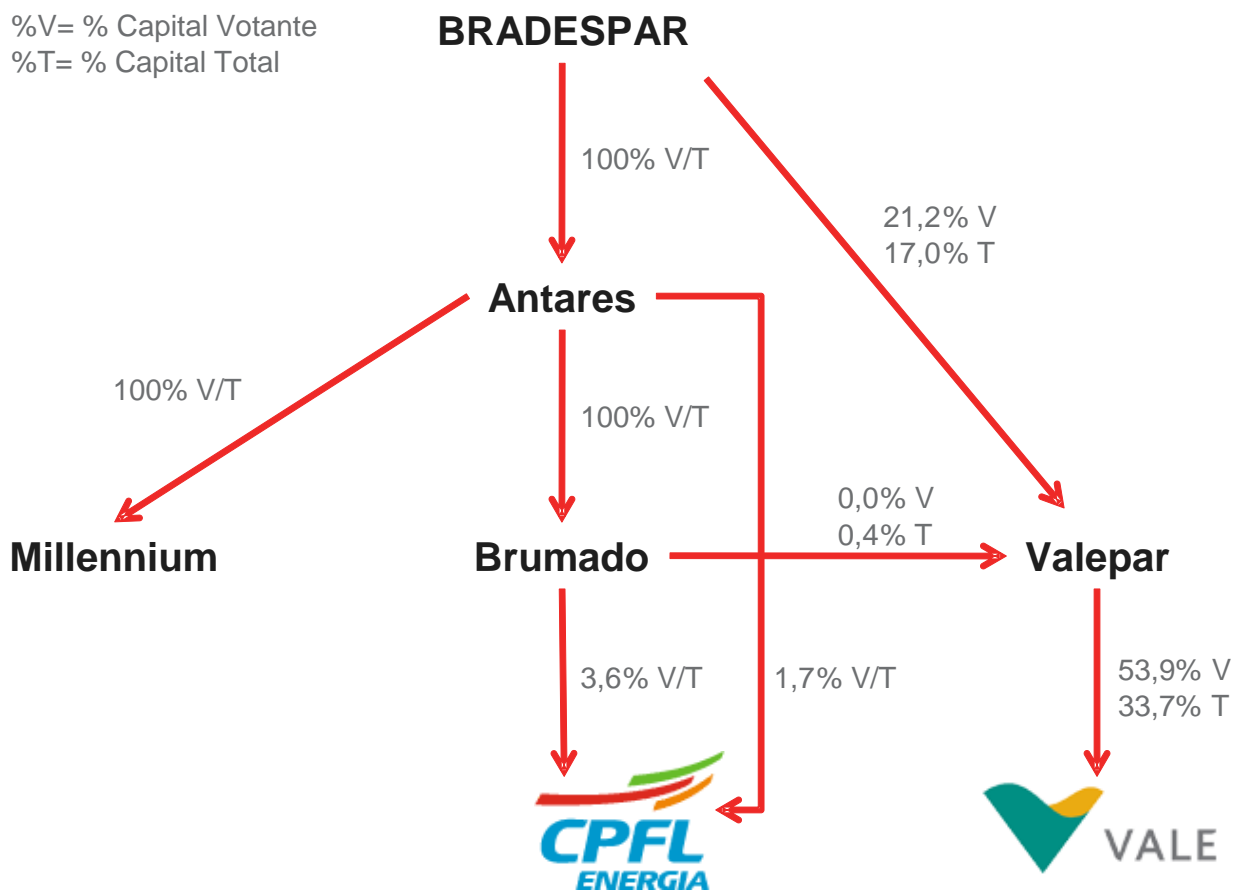 %V= % Capital Votante
%T= % Capital Total
BRADESPAR
100% V/T
21,2% V
17,0% T
Antares
100% V/T
100% V/T
0,0% V
0,4% T
Millennium
Brumado
Valepar
3,6% V/T
1,7% V/T
53,9% V
33,7% T
CPFL
ENERGIA
VALE